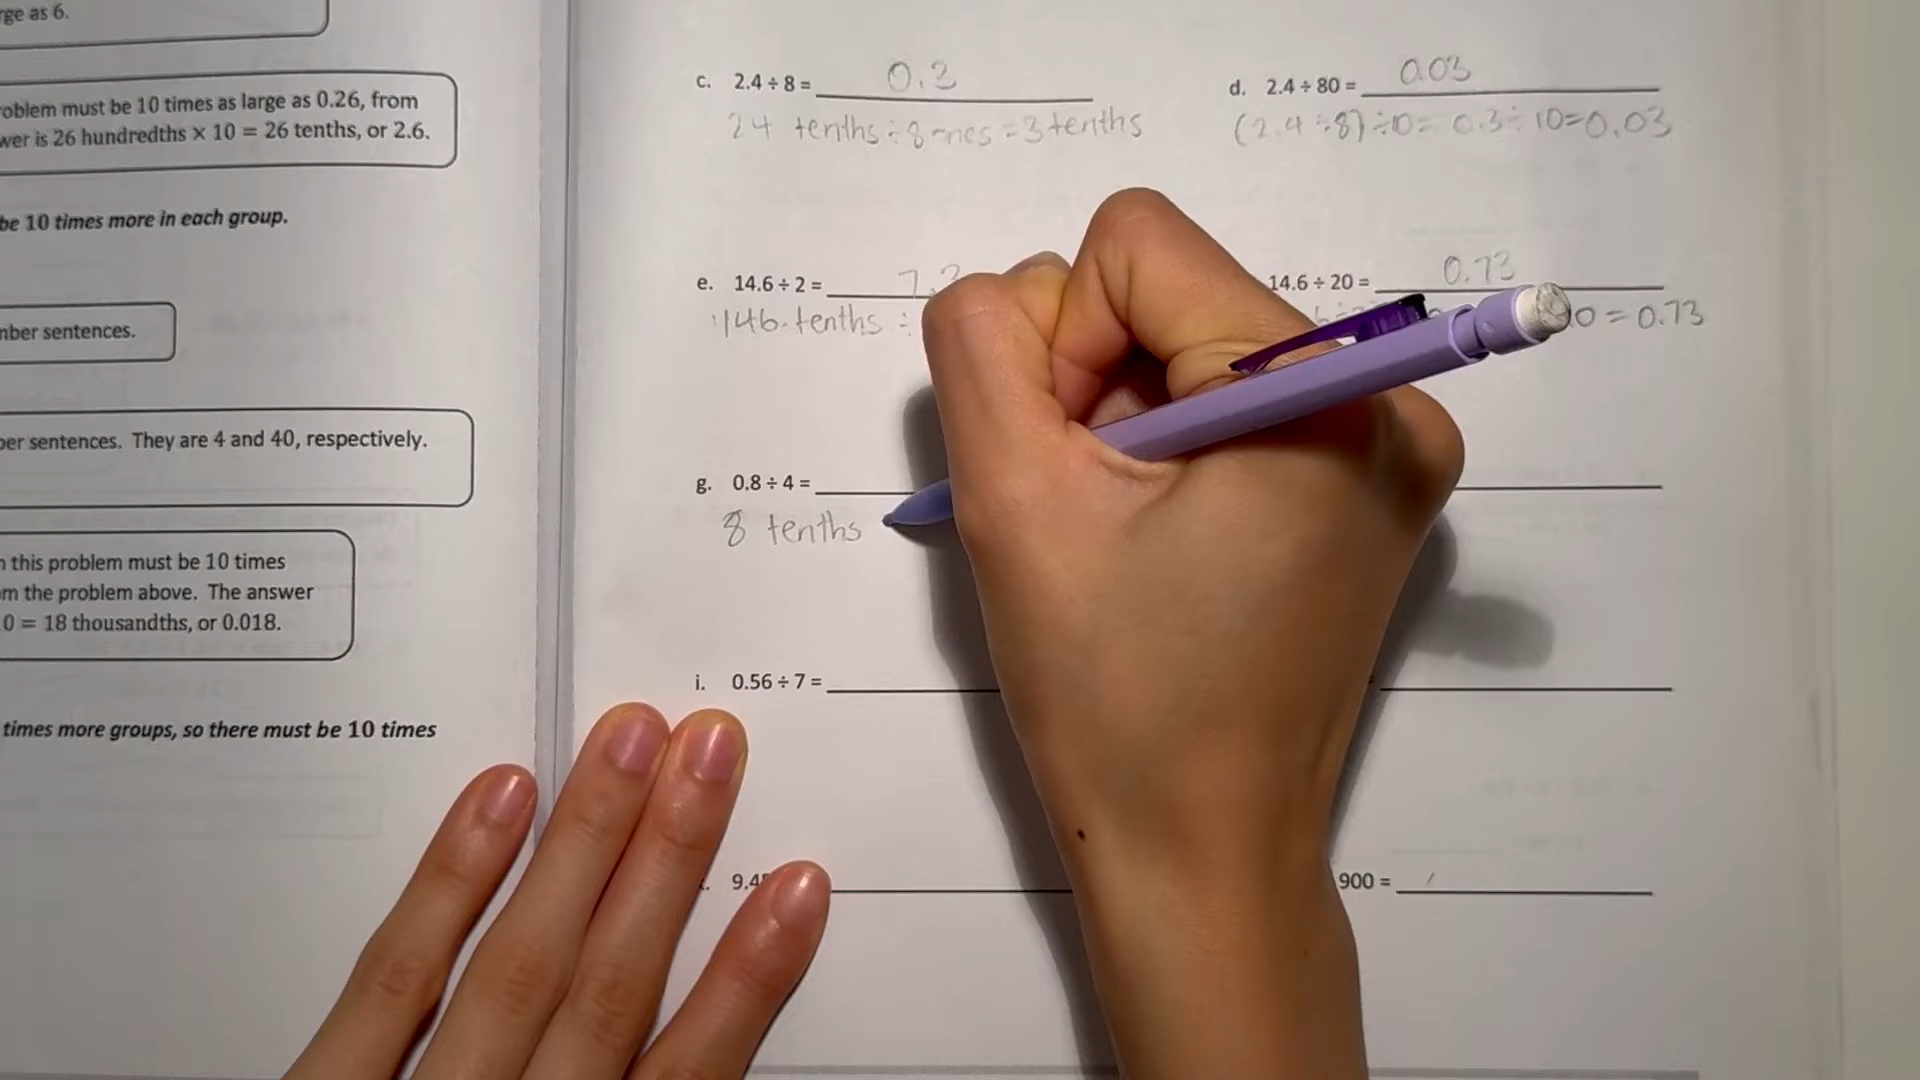 rge as 6.
roblem must be 10 times as large as 0.26, from
wer is 26 hundredths × 10 = 26 tenths, or 2.6.
be 10 times more in each group.
nber sentences.
ber sentences. They are 4 and 40, respectively.
n this problem must be 10 times
m the problem above. The answer
0 = 18 thousandths, or 0.018.
times more groups, so there must be 10 times
c. 2.4 ÷ 8 = 0.3
24 tenths ÷ 8 ones = 3 tenths
d. 2.4 ÷ 80 = 0.03
(2.4 ÷ 8) ÷ 10 = 0.3 ÷ 10 = 0.03
e. 14.6 ÷ 2 = 7.3
146 tenths ÷
14.6 ÷ 20 = 0.73
= 0.73
g. 0.8 ÷ 4 =
8 tenths
i. 0.56 ÷ 7 =
9.4
900 =